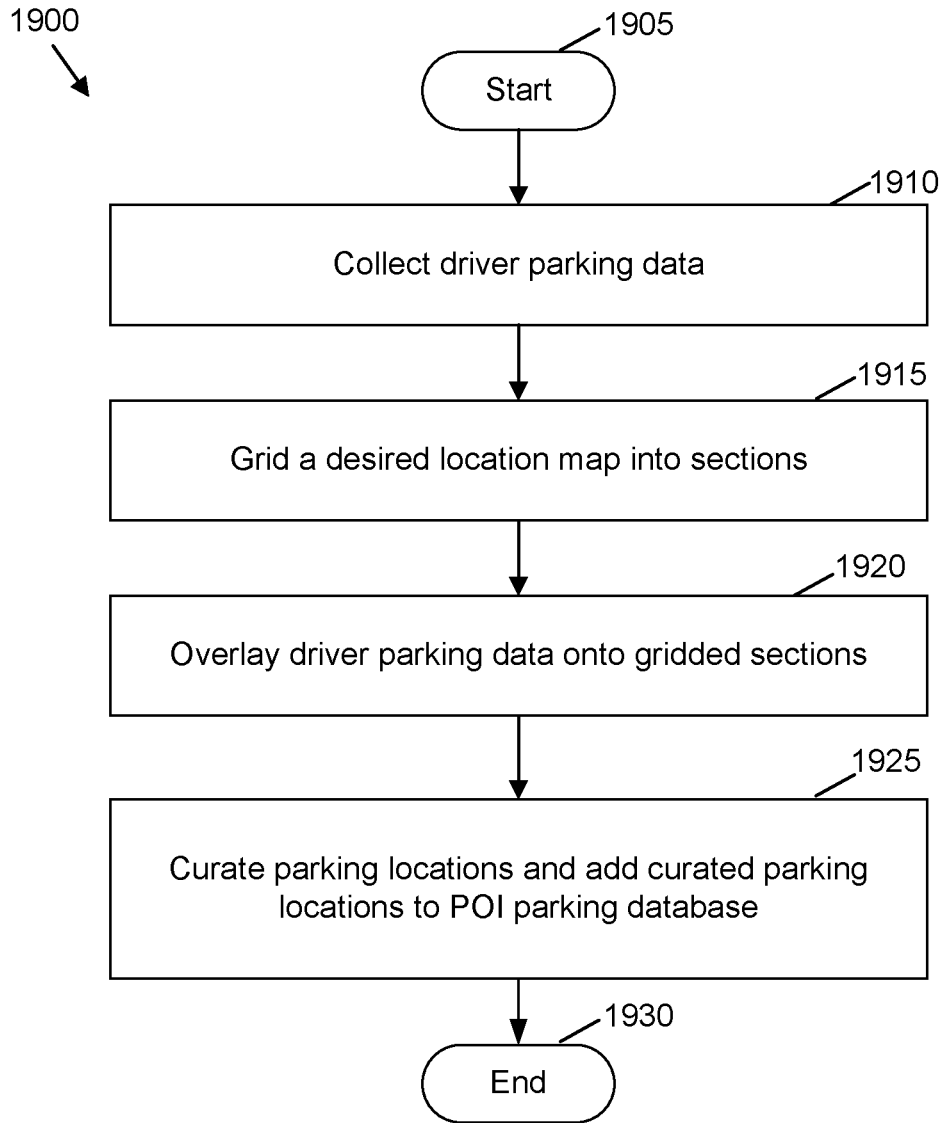 1900
1905
Start
1910
Collect driver parking data
1915
Grid a desired location map into sections
1920
Overlay driver parking data onto gridded sections
1925
Curate parking locations and add curated parking
locations to POI parking database
1930
End